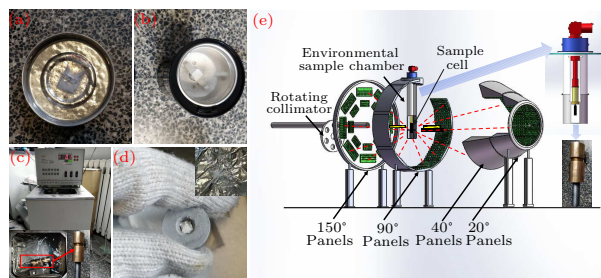 (a)
(b)
(c)
(d)
(e)
Environmental
sample chamber
Sample
cell
Rotating
collimator
150°
Panels
90°
Panels
40°
Panels
20°
Panels